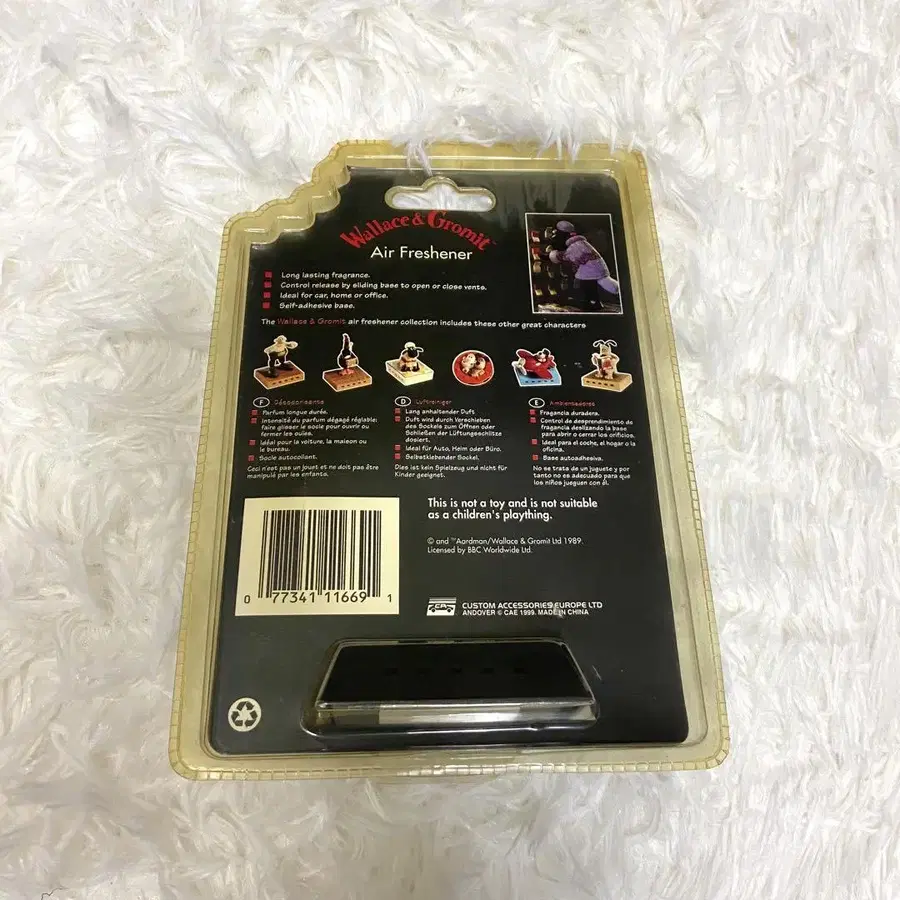 Wallace & Gromit™
Air Freshener
Long lasting fragrance.
Control release by sliding base to open or close vents.
Ideal for car, home or office.
Self-adhesive base.
The Wallace & Gromit air freshener collection includes these other great characters
F Désodorisants
Parfum longue durée.
Intensité du parfum dégagé réglable:
faire glisser le socle pour ouvrir ou
fermer les ouïes.
Idéal pour la voiture, la maison ou
le bureau.
Socle autocollant.
Ceci n'est pas un jouet et ne doit pas être
manipulé par les enfants.
D Luftreiniger
Lang anhaltender Duft
Duft wird durch Verschieben
des Sockels zum Öffnen oder
Schließen der Lüftungsschlitze
dosiert.
Ideal für Auto, Heim oder Büro.
Selbstklebender Sockel.
Dies ist kein Spielzeug und nicht für
Kinder geeignet.
E Ambientadores
Fragancia duradera.
Control de desprendimiento de
fragancia deslizando la base
para abrir o cerrar los orificios.
Ideal para el coche, el hogar o la
oficina.
Base autoadhesiva.
No se trata de un juguete y por
tanto no es adecuado para que
los niños jueguen con él.
This is not a toy and is not suitable
as a children's plaything.
© and ™Aardman/Wallace & Gromit Ltd 1989.
Licensed by BBC Worldwide Ltd.
0 77341 11669 1
CUSTOM ACCESSORIES EUROPE LTD
ANDOVER © CAE 1999. MADE IN CHINA